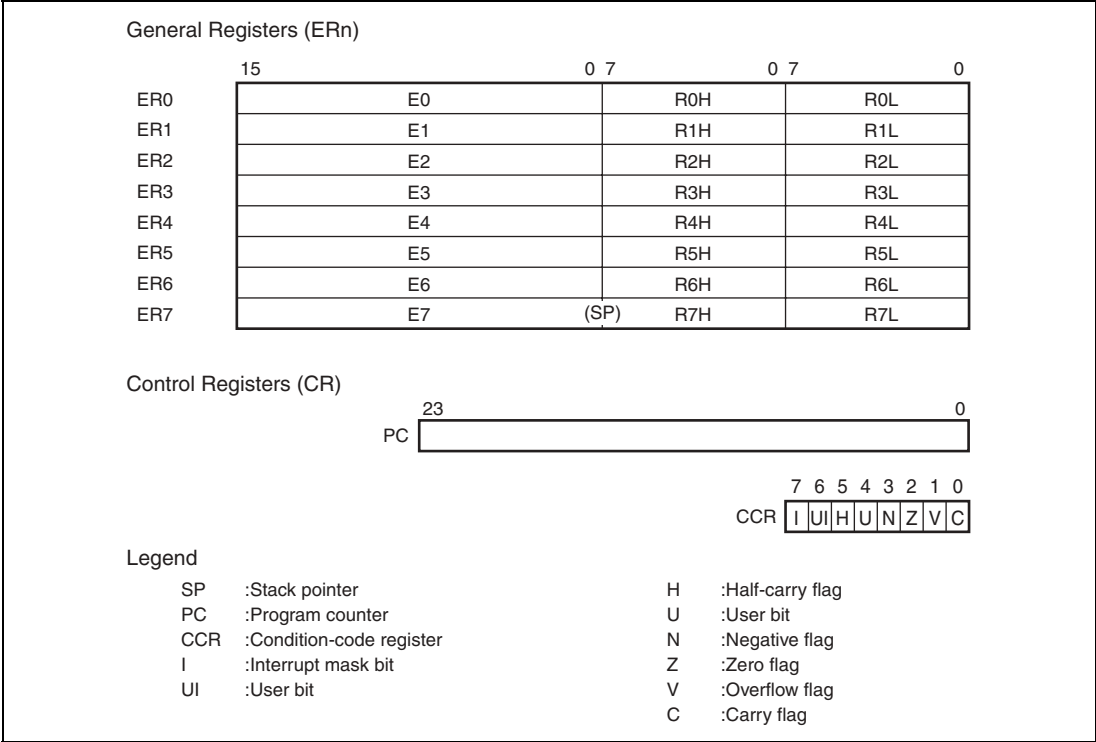 General Registers (ERn)
15 0 7 0 7 0
ER0 E0 R0H R0L
ER1 E1 R1H R1L
ER2 E2 R2H R2L
ER3 E3 R3H R3L
ER4 E4 R4H R4L
ER5 E5 R5H R5L
ER6 E6 R6H R6L
ER7 E7 (SP) R7H R7L
Control Registers (CR)
23 0
PC
7 6 5 4 3 2 1 0
CCR I UI H U N Z V C
Legend
SP :Stack pointer
PC :Program counter
CCR :Condition-code register
I :Interrupt mask bit
UI :User bit
H :Half-carry flag
U :User bit
N :Negative flag
Z :Zero flag
V :Overflow flag
C :Carry flag